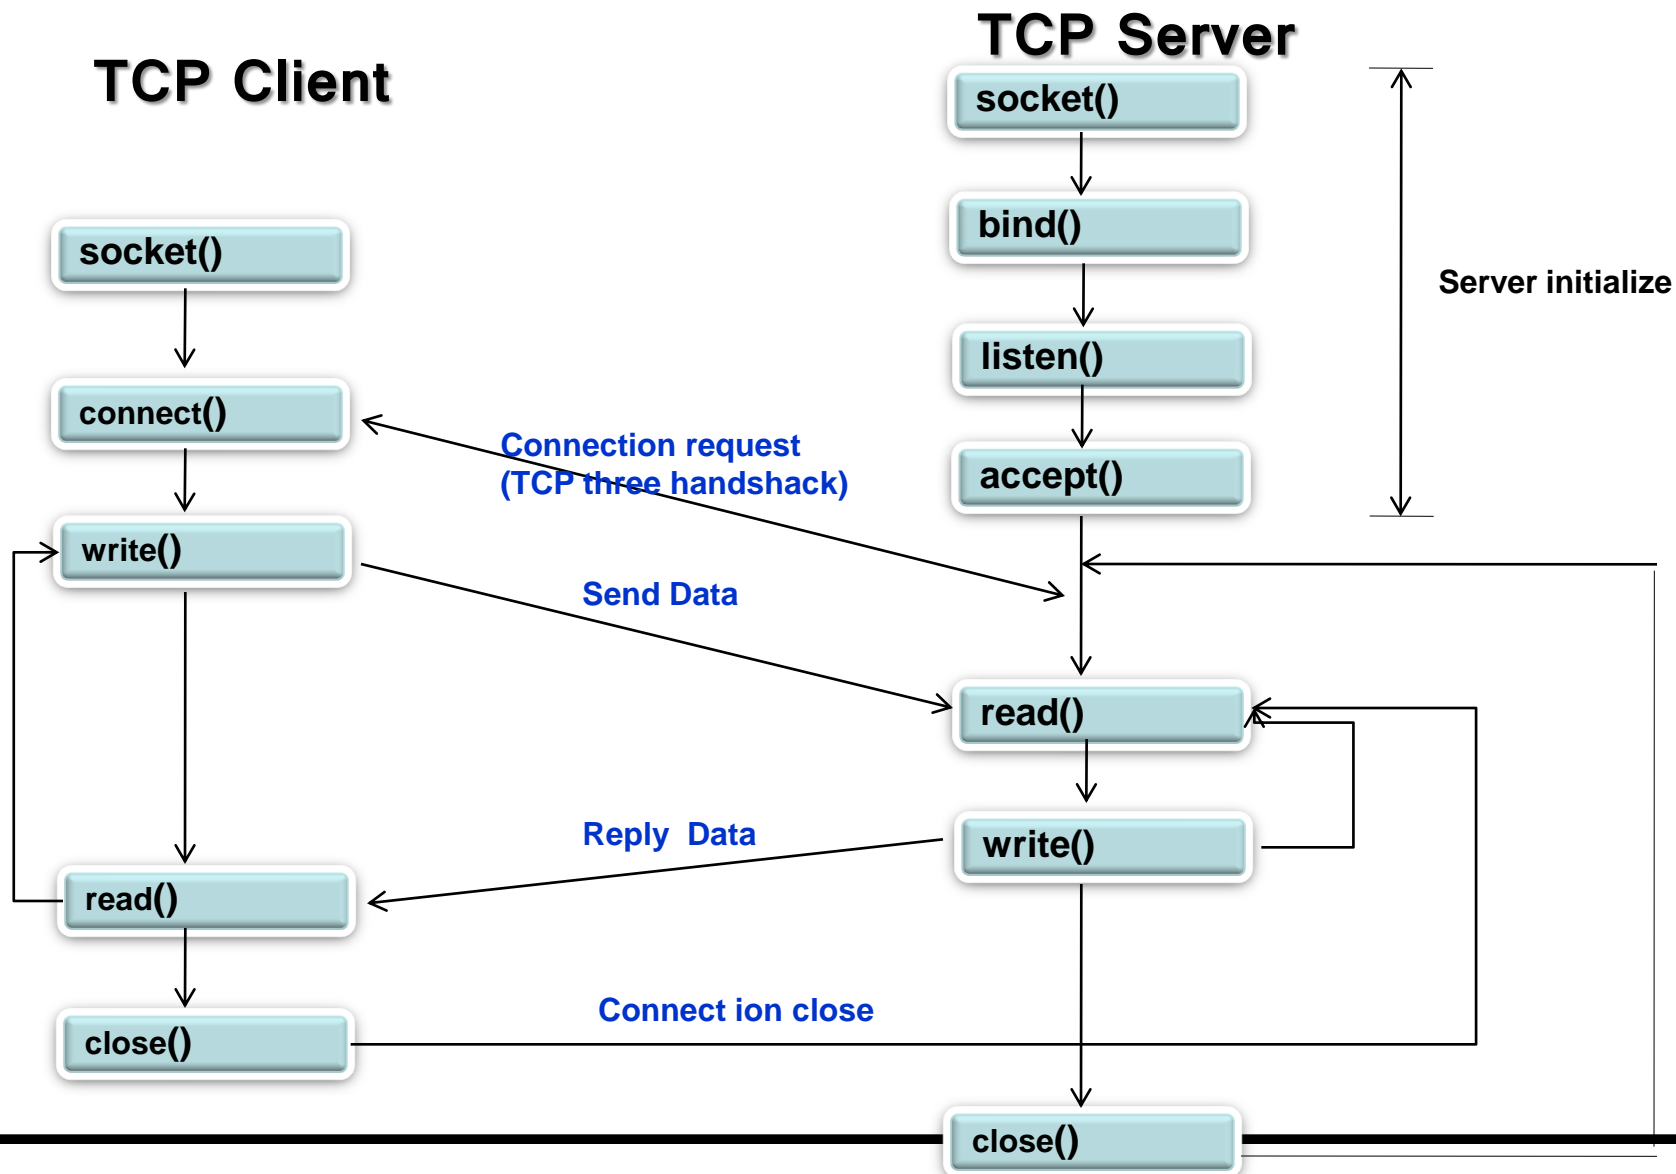 TCP Client
TCP Server
socket()
bind()
listen()
accept()
Server initialize
socket()
connect()
write()
read()
close()
Connection request
(TCP three handshack)
Send Data
Reply Data
Connect ion close
read()
write()
close()